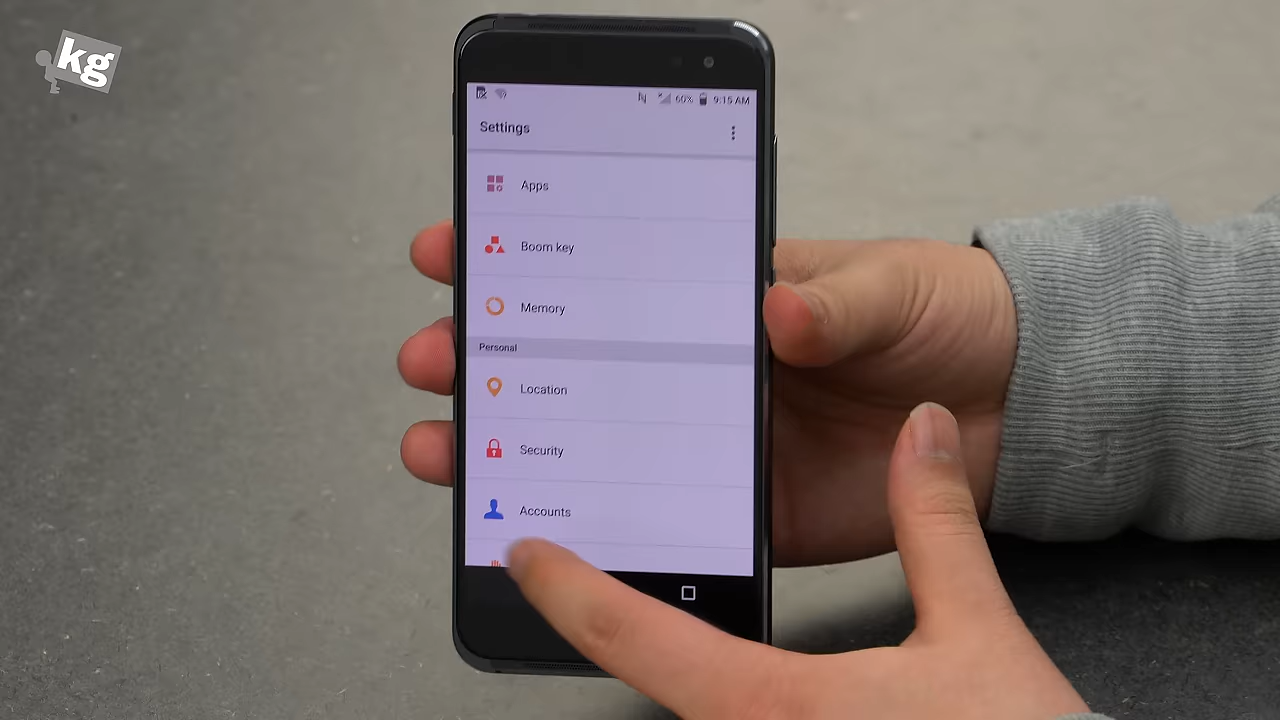 kg
60% 9:15 AM
Settings
Apps
Boom key
Memory
Personal
Location
Security
Accounts